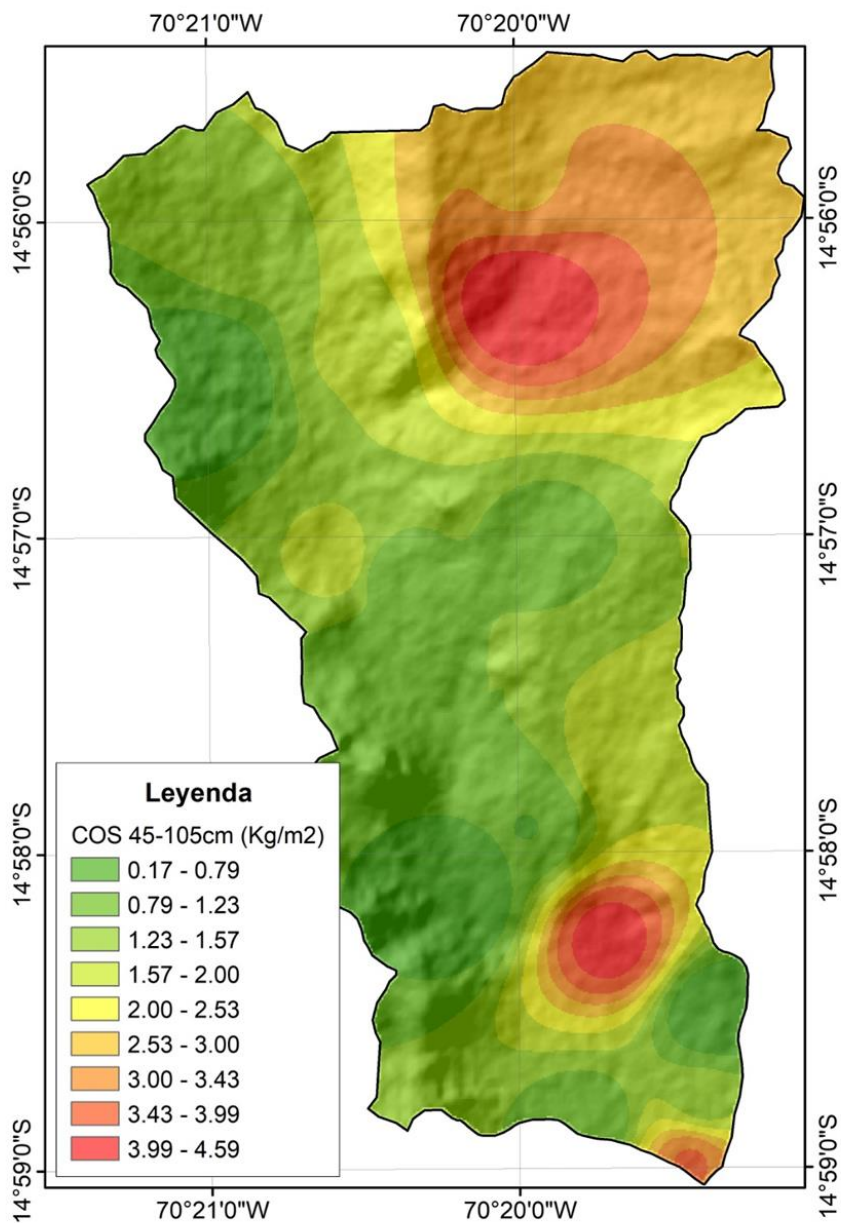 70°21'0"W 70°20'0"W
14°56'0"S 14°56'0"S
14°57'0"S 14°57'0"S
14°58'0"S 14°58'0"S
14°59'0"S 14°59'0"S
Leyenda
COS 45-105cm (Kg/m2)
0.17 - 0.79
0.79 - 1.23
1.23 - 1.57
1.57 - 2.00
2.00 - 2.53
2.53 - 3.00
3.00 - 3.43
3.43 - 3.99
3.99 - 4.59
70°21'0"W 70°20'0"W